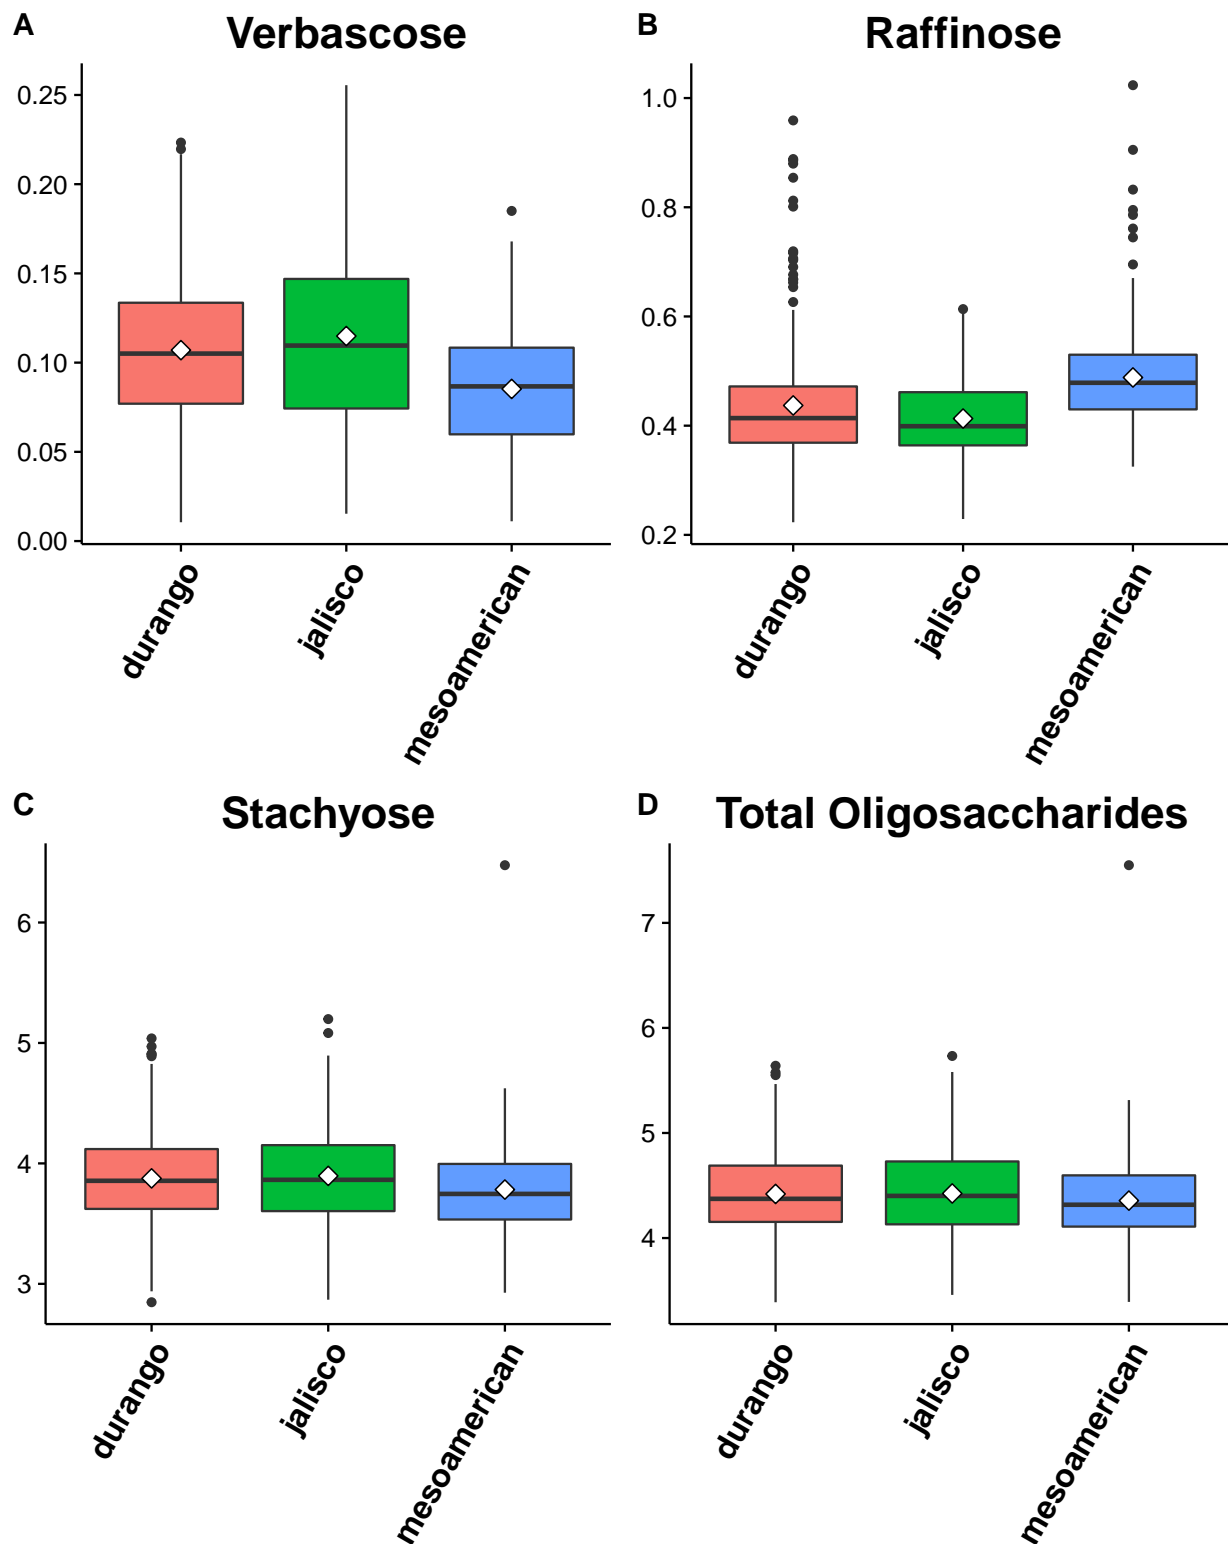 A
Verbascose
0.25
0.20
0.15
0.10
0.05
0.00
durango
jalisco
mesoamerican
B
Raffinose
1.0
0.8
0.6
0.4
0.2
durango
jalisco
mesoamerican
C
Stachyose
6
5
4
3
durango
jalisco
mesoamerican
D
Total Oligosaccharides
7
6
5
4
durango
jalisco
mesoamerican